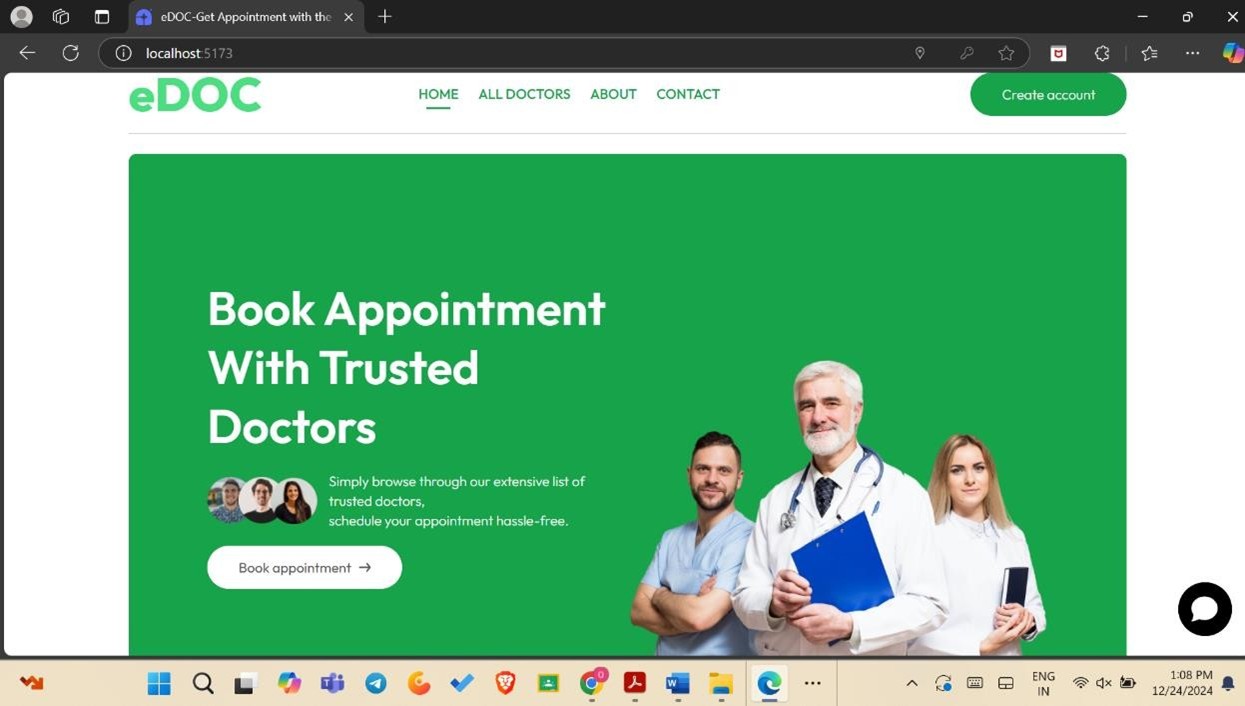 eDOC-Get Appointment with the
localhost:5173
eDOC
HOME
ALL DOCTORS
ABOUT
CONTACT
Create account
Book Appointment
With Trusted
Doctors
Simply browse through our extensive list of
trusted doctors,
schedule your appointment hassle-free.
Book appointment →
0
ENG
IN
1:08 PM
12/24/2024